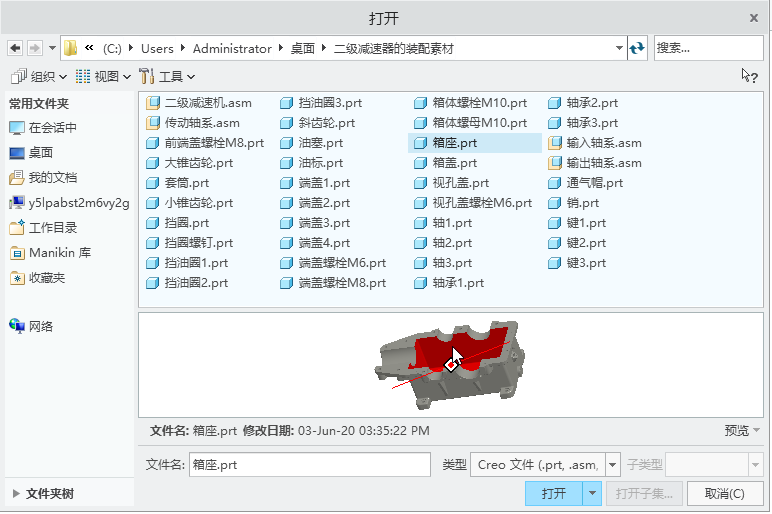 打开
(C:) Users Administrator 桌面 二级减速器的装配素材 搜索...
组织 视图 工具
常用文件夹
在会话中
桌面
我的文档
y5lpabst2m6vy2g
工作目录
Manikin 库
收藏夹
网络
文件夹树
二级减速机.asm
传动轴系.asm
前端盖螺栓M8.prt
大锥齿轮.prt
套筒.prt
小锥齿轮.prt
挡圈.prt
挡圈螺钉.prt
挡油圈1.prt
挡油圈2.prt
挡油圈3.prt
斜齿轮.prt
油塞.prt
油标.prt
端盖1.prt
端盖2.prt
端盖3.prt
端盖4.prt
端盖螺栓M6.prt
端盖螺栓M8.prt
箱体螺栓M10.prt
箱体螺母M10.prt
箱座.prt
箱盖.prt
视孔盖.prt
视孔盖螺栓M6.prt
轴1.prt
轴2.prt
轴3.prt
轴承1.prt
轴承2.prt
轴承3.prt
输入轴系.asm
输出轴系.asm
通气帽.prt
销.prt
键1.prt
键2.prt
键3.prt
文件名: 箱座.prt 修改日期: 03-Jun-20 03:35:22 PM 预览
文件名: 箱座.prt 类型 Creo 文件 (.prt, .asm, 子类型
打开 打开子集... 取消(C)